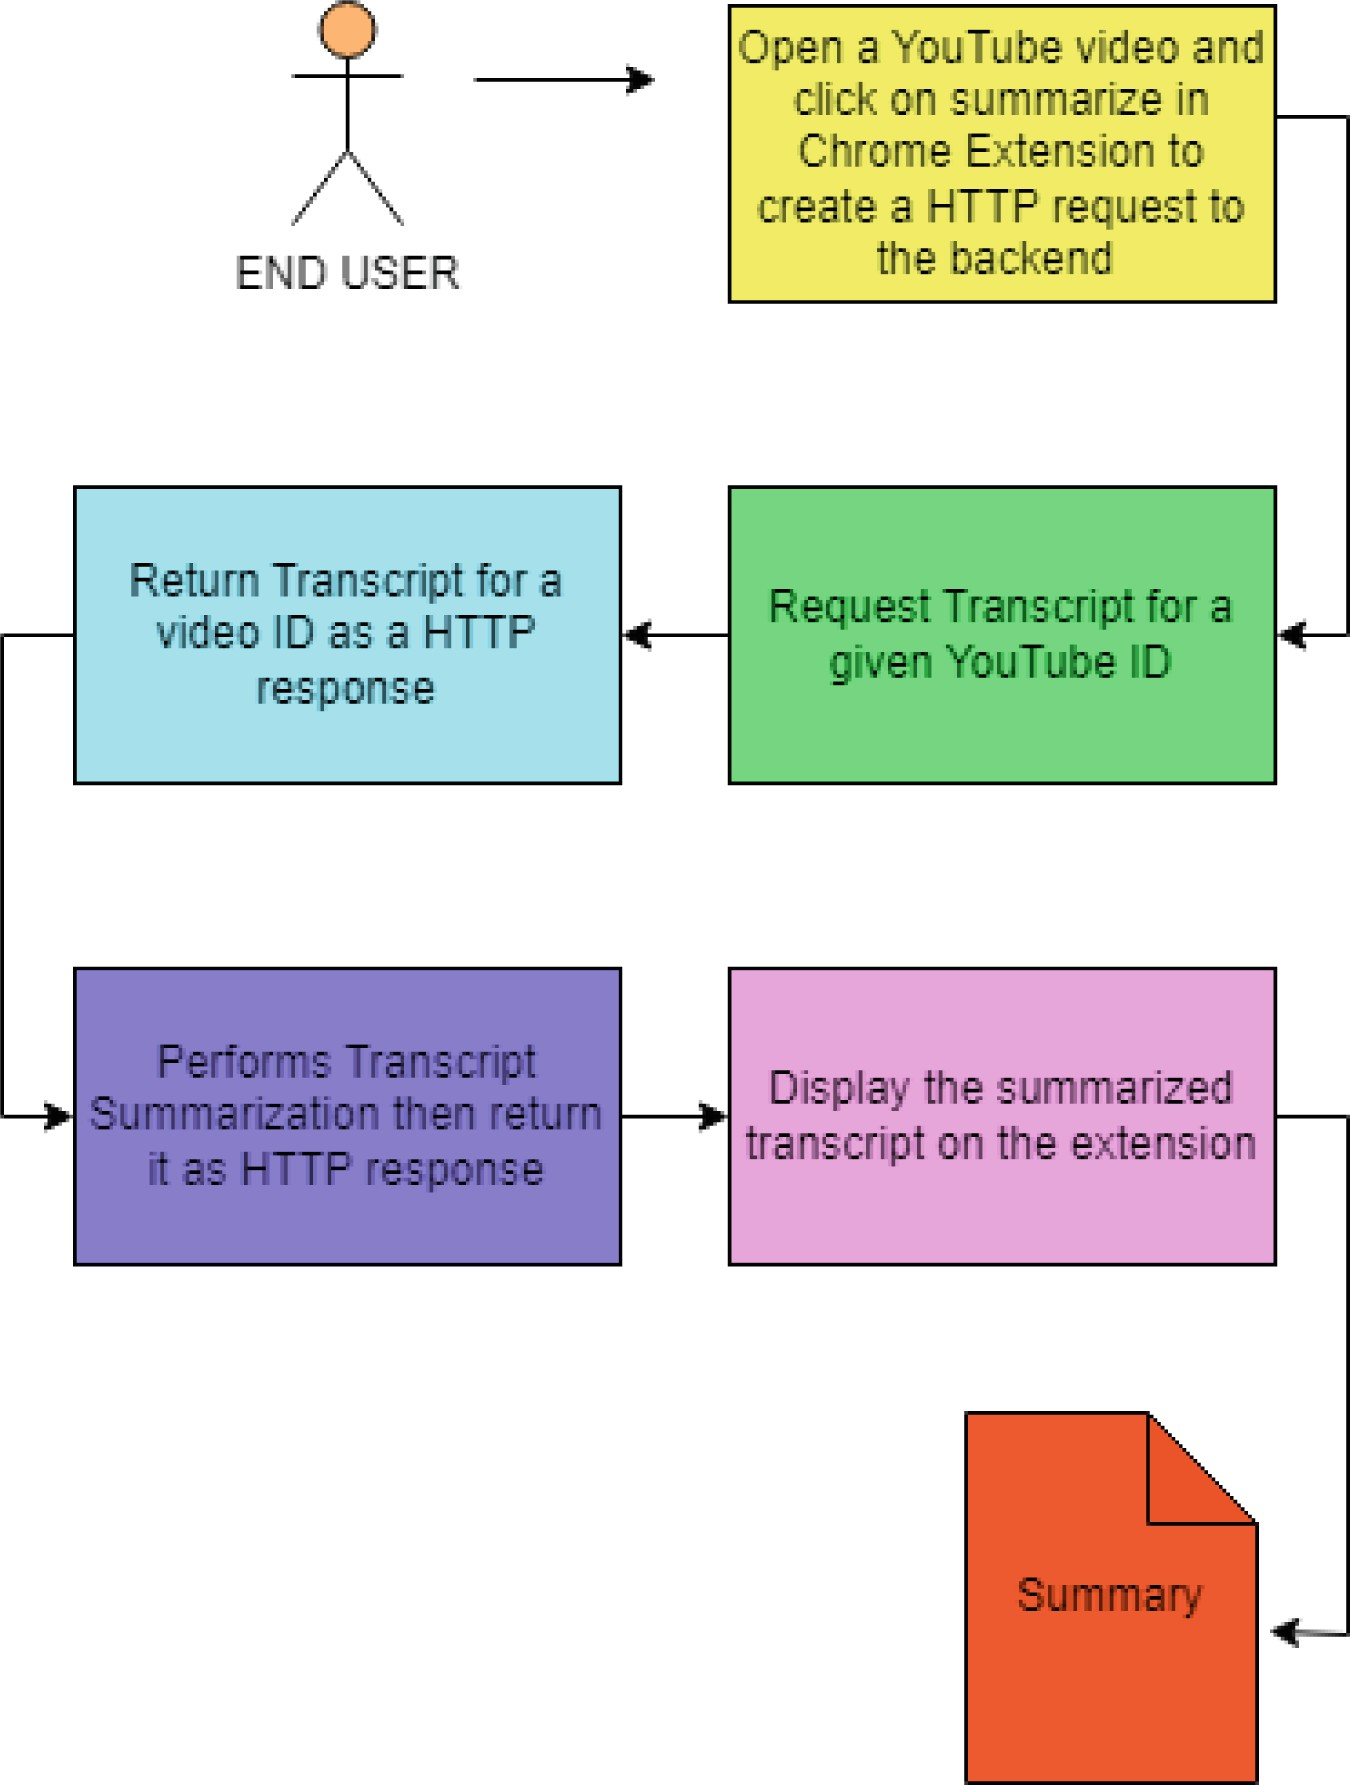 END USER
Open a YouTube video and
click on summarize in
Chrome Extension to
create a HTTP request to
the backend
Request Transcript for a
given YouTube ID
Return Transcript for a
video ID as a HTTP
response
Performs Transcript
Summarization then return
it as HTTP response
Display the summarized
transcript on the extension
Summary